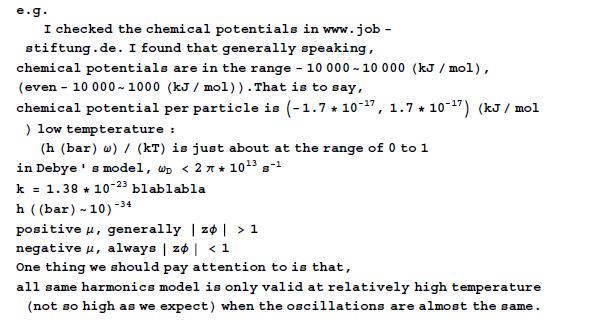 e.g.
I checked the chemical potentials in www.job -
stiftung.de. I found that generally speaking,
chemical potentials are in the range - 10 000 ~ 10 000 (kJ / mol),
(even - 10 000 ~ 1000 (kJ / mol)).That is to say,
chemical potential per particle is (-1.7 * 10⁻¹⁷, 1.7 * 10⁻¹⁷) (kJ / mol
) low tempterature :
(h (bar) ω) / (kT) is just about at the range of 0 to 1
in Debye ' s model, ω_D < 2 π * 10¹³ s⁻¹
k = 1.38 * 10⁻²³ blablabla
h ((bar) ~ 10)⁻³⁴
positive μ, generally | zϕ | > 1
negative μ, always | zϕ | < 1
One thing we should pay attention to is that,
all same harmonics model is only valid at relatively high temperature
(not so high as we expect) when the oscillations are almost the same.